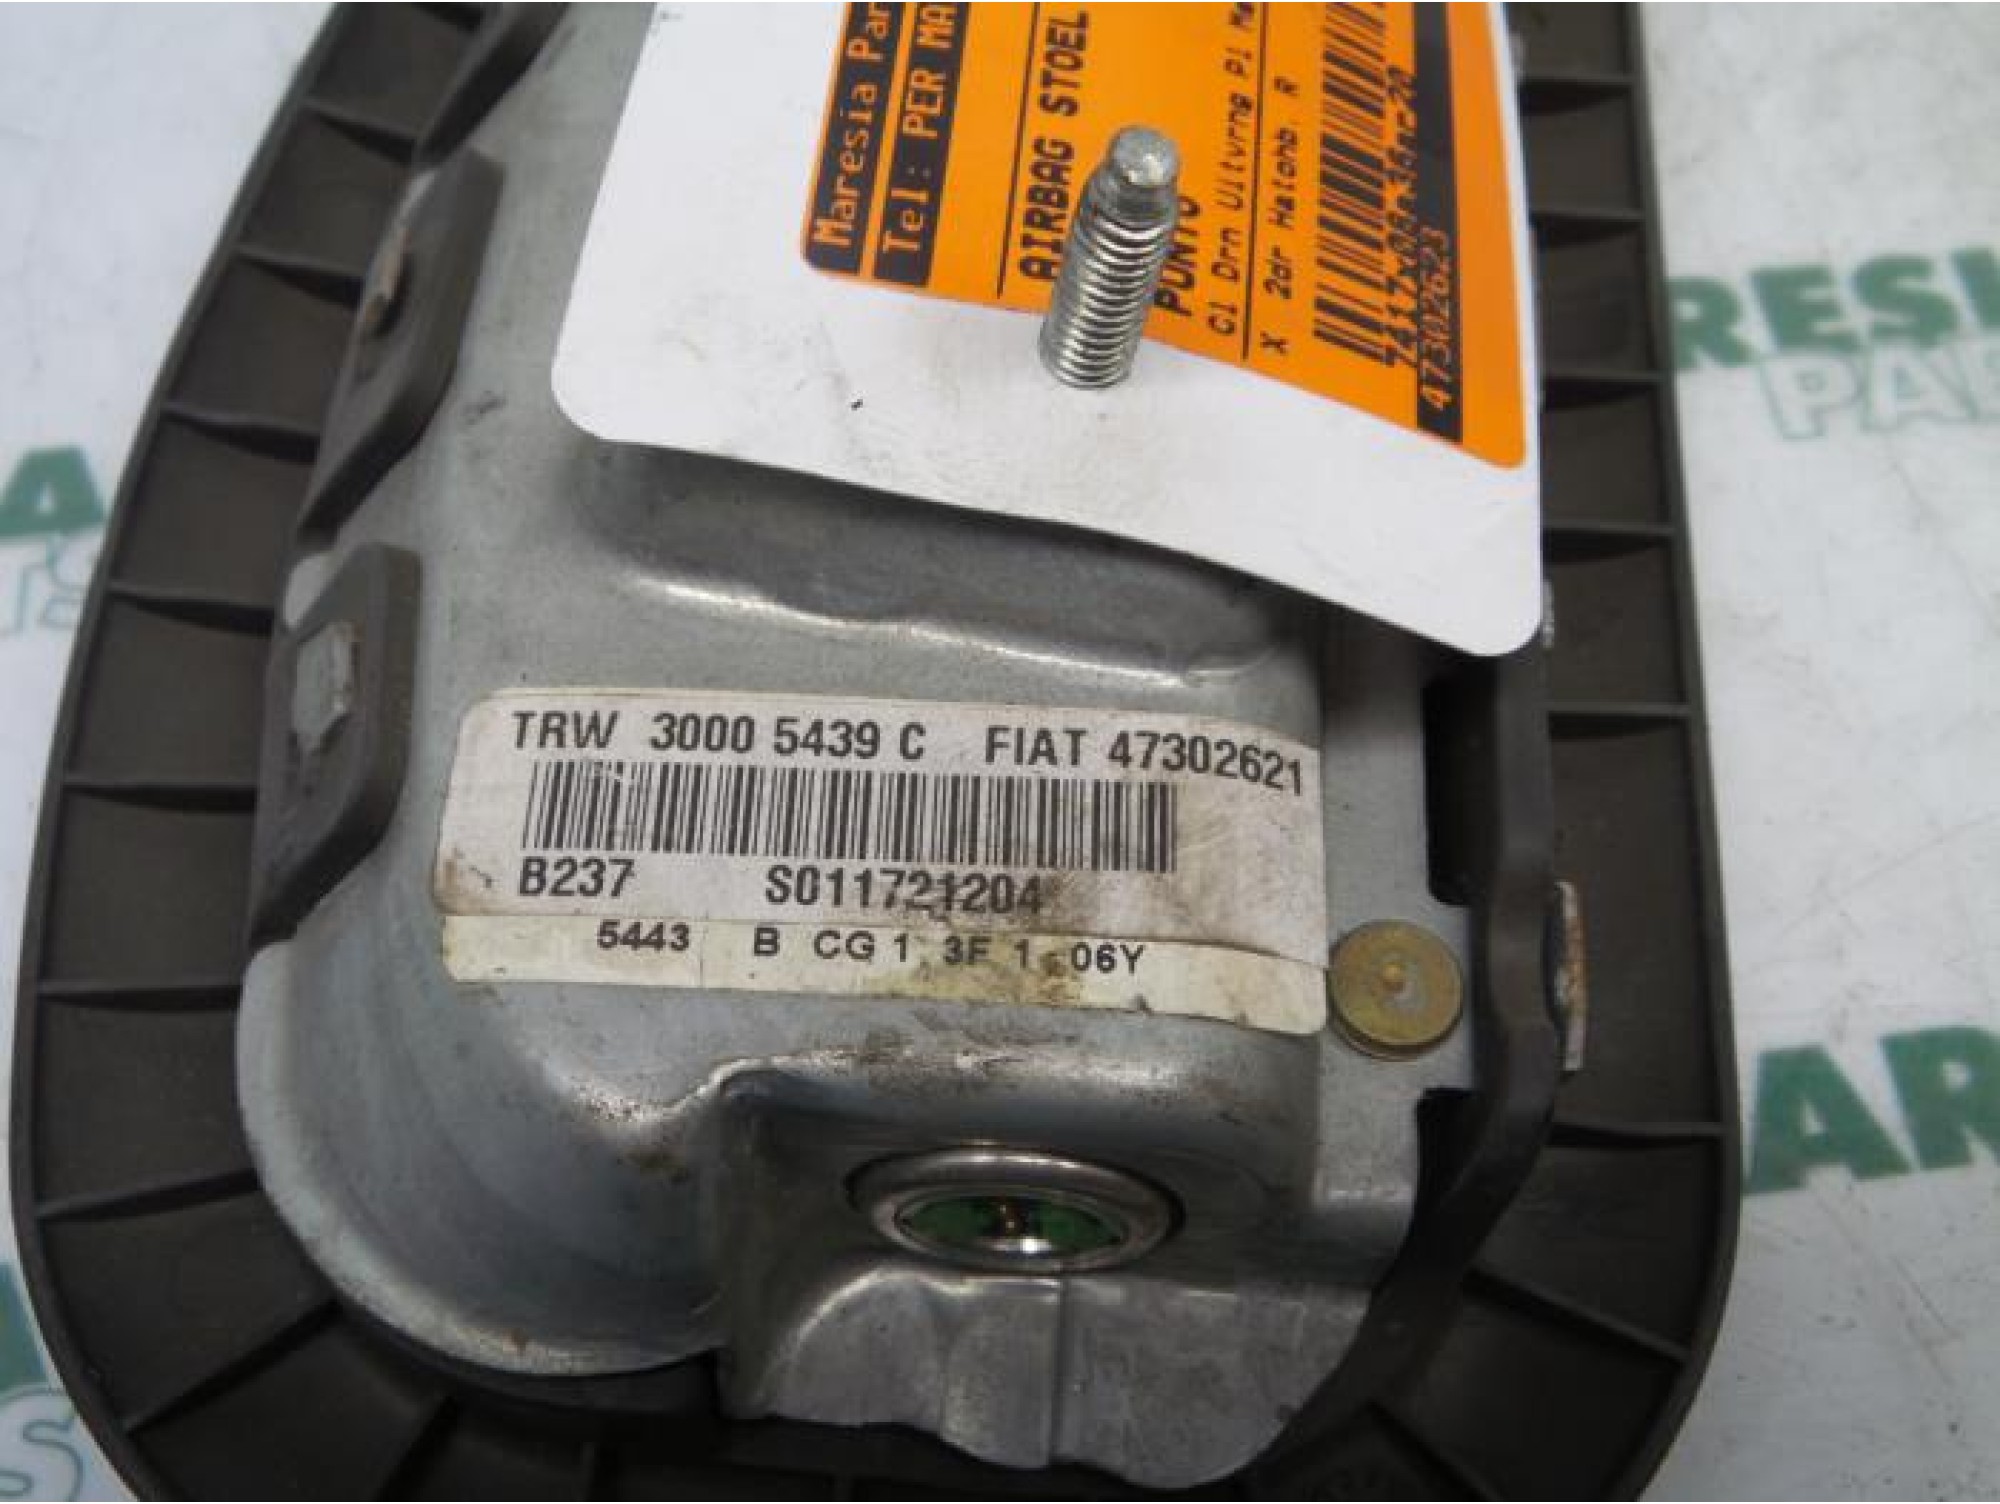 Maresia Par
Tel: PER MA
AIRBAG STOEL
PUNTO
X 2dr Hatchb. R
47302623
TRW 3000 5439 C FIAT 47302621
B237 S011721204
5443 B CG 1 3F 1 06Y